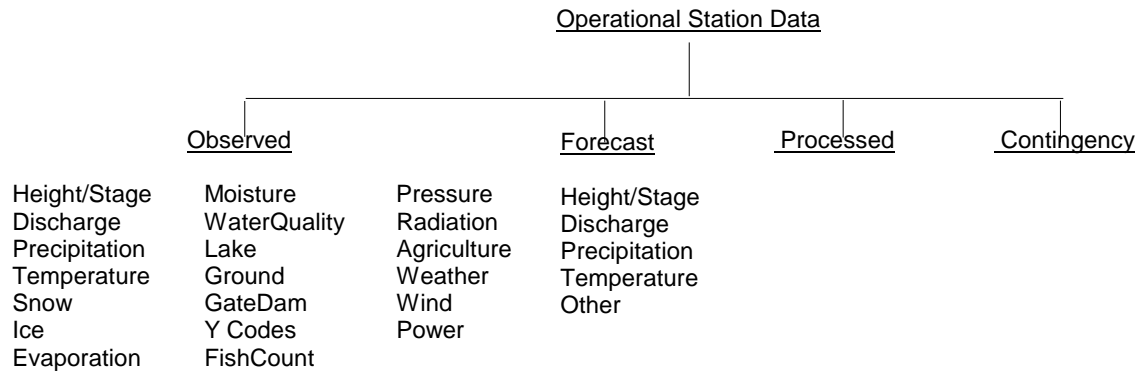 Operational Station Data
Observed Forecast Processed Contingency
Height/Stage Moisture Pressure Height/Stage
Discharge WaterQuality Radiation Discharge
Precipitation Lake Agriculture Precipitation
Temperature Ground Weather Temperature
Snow GateDam Wind Other
Ice Y Codes Power
Evaporation FishCount